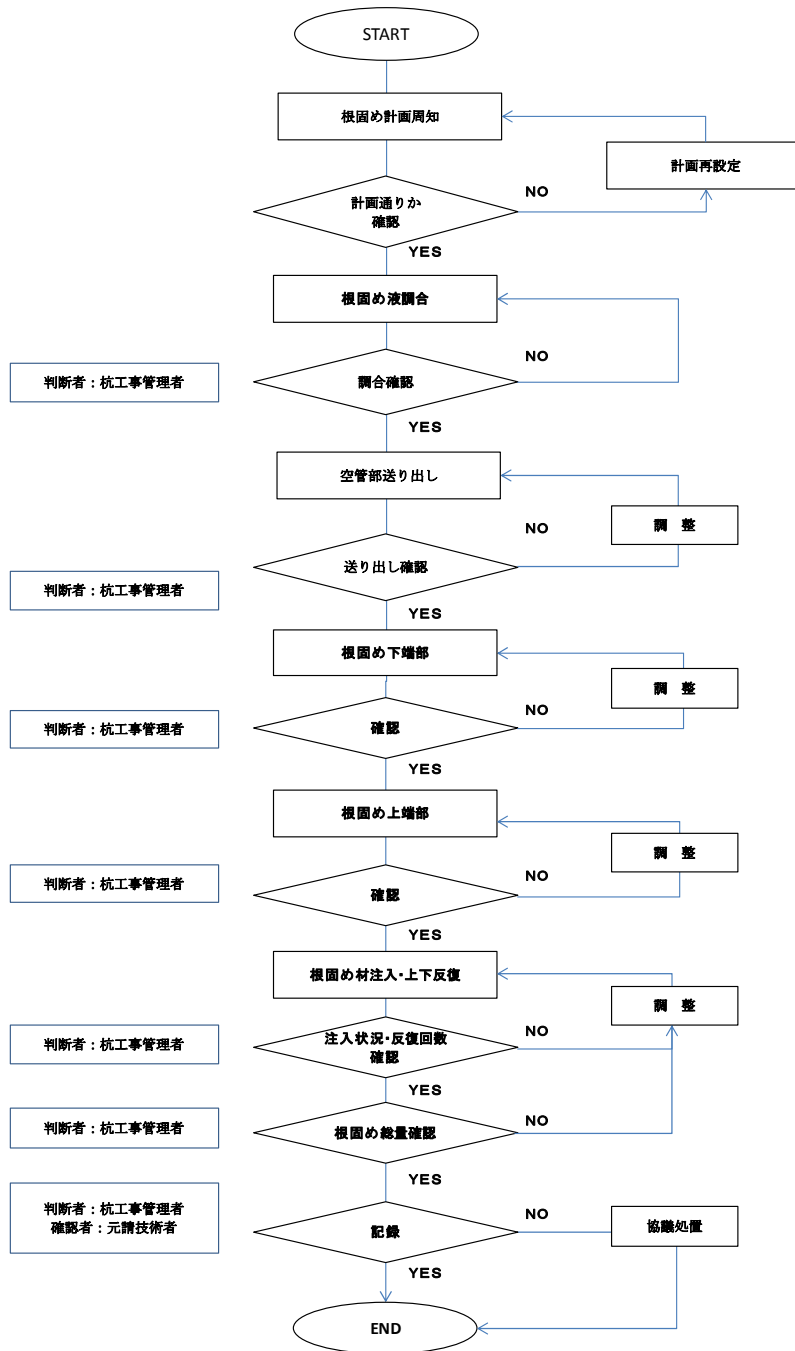 START
根固め計画周知
計画再設定
NO
計画通りか
確認
YES
根固め液調合
NO
判断者：杭工事管理者
調合確認
YES
空管部送り出し
調　整
NO
送り出し確認
判断者：杭工事管理者
YES
根固め下端部
調　整
NO
判断者：杭工事管理者
確認
YES
根固め上端部
調　整
NO
判断者：杭工事管理者
確認
YES
根固め材注入・上下反復
調　整
NO
判断者：杭工事管理者
注入状況・反復回数
確認
YES
NO
判断者：杭工事管理者
根固め総量確認
YES
判断者：杭工事管理者
確認者：元請技術者
NO
記録
協議処置
YES
END